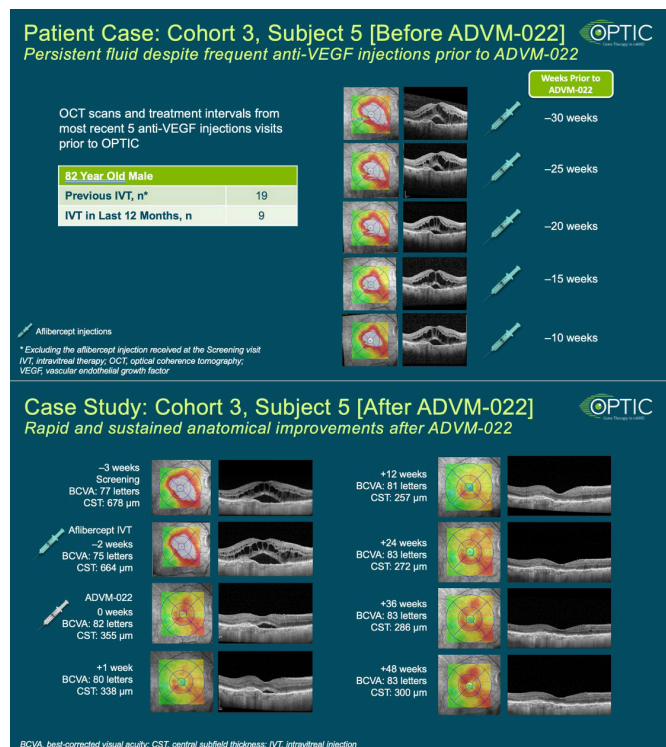 Patient Case: Cohort 3, Subject 5 [Before ADVM-022]
Persistent fluid despite frequent anti-VEGF injections prior to ADVM-022
OPTIC
Gene Therapy in nAMD
Weeks Prior to
ADVM-022
OCT scans and treatment intervals from
most recent 5 anti-VEGF injections visits
prior to OPTIC
82 Year Old Male
Previous IVT, n* 19
IVT in Last 12 Months, n 9
–30 weeks
–25 weeks
–20 weeks
–15 weeks
–10 weeks
Aflibercept injections
* Excluding the aflibercept injection received at the Screening visit
IVT, intravitreal therapy; OCT, optical coherence tomography;
VEGF, vascular endothelial growth factor
Case Study: Cohort 3, Subject 5 [After ADVM-022]
Rapid and sustained anatomical improvements after ADVM-022
OPTIC
Gene Therapy in nAMD
–3 weeks
Screening
BCVA: 77 letters
CST: 678 µm
Aflibercept IVT
–2 weeks
BCVA: 75 letters
CST: 664 µm
ADVM-022
0 weeks
BCVA: 82 letters
CST: 355 µm
+1 week
BCVA: 80 letters
CST: 338 µm
+12 weeks
BCVA: 81 letters
CST: 257 µm
+24 weeks
BCVA: 83 letters
CST: 272 µm
+36 weeks
BCVA: 83 letters
CST: 286 µm
+48 weeks
BCVA: 83 letters
CST: 300 µm
BCVA, best-corrected visual acuity; CST, central subfield thickness; IVT, intravitreal injection